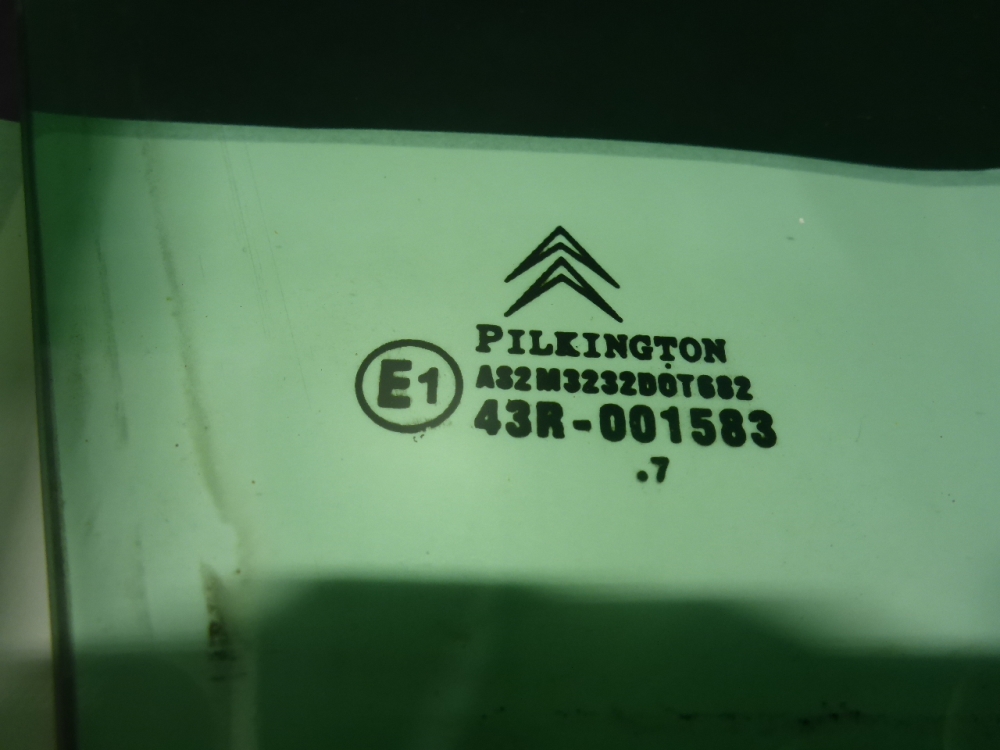 PILKINGTON
E1
AS2M3232DOT682
43R-001583
.7